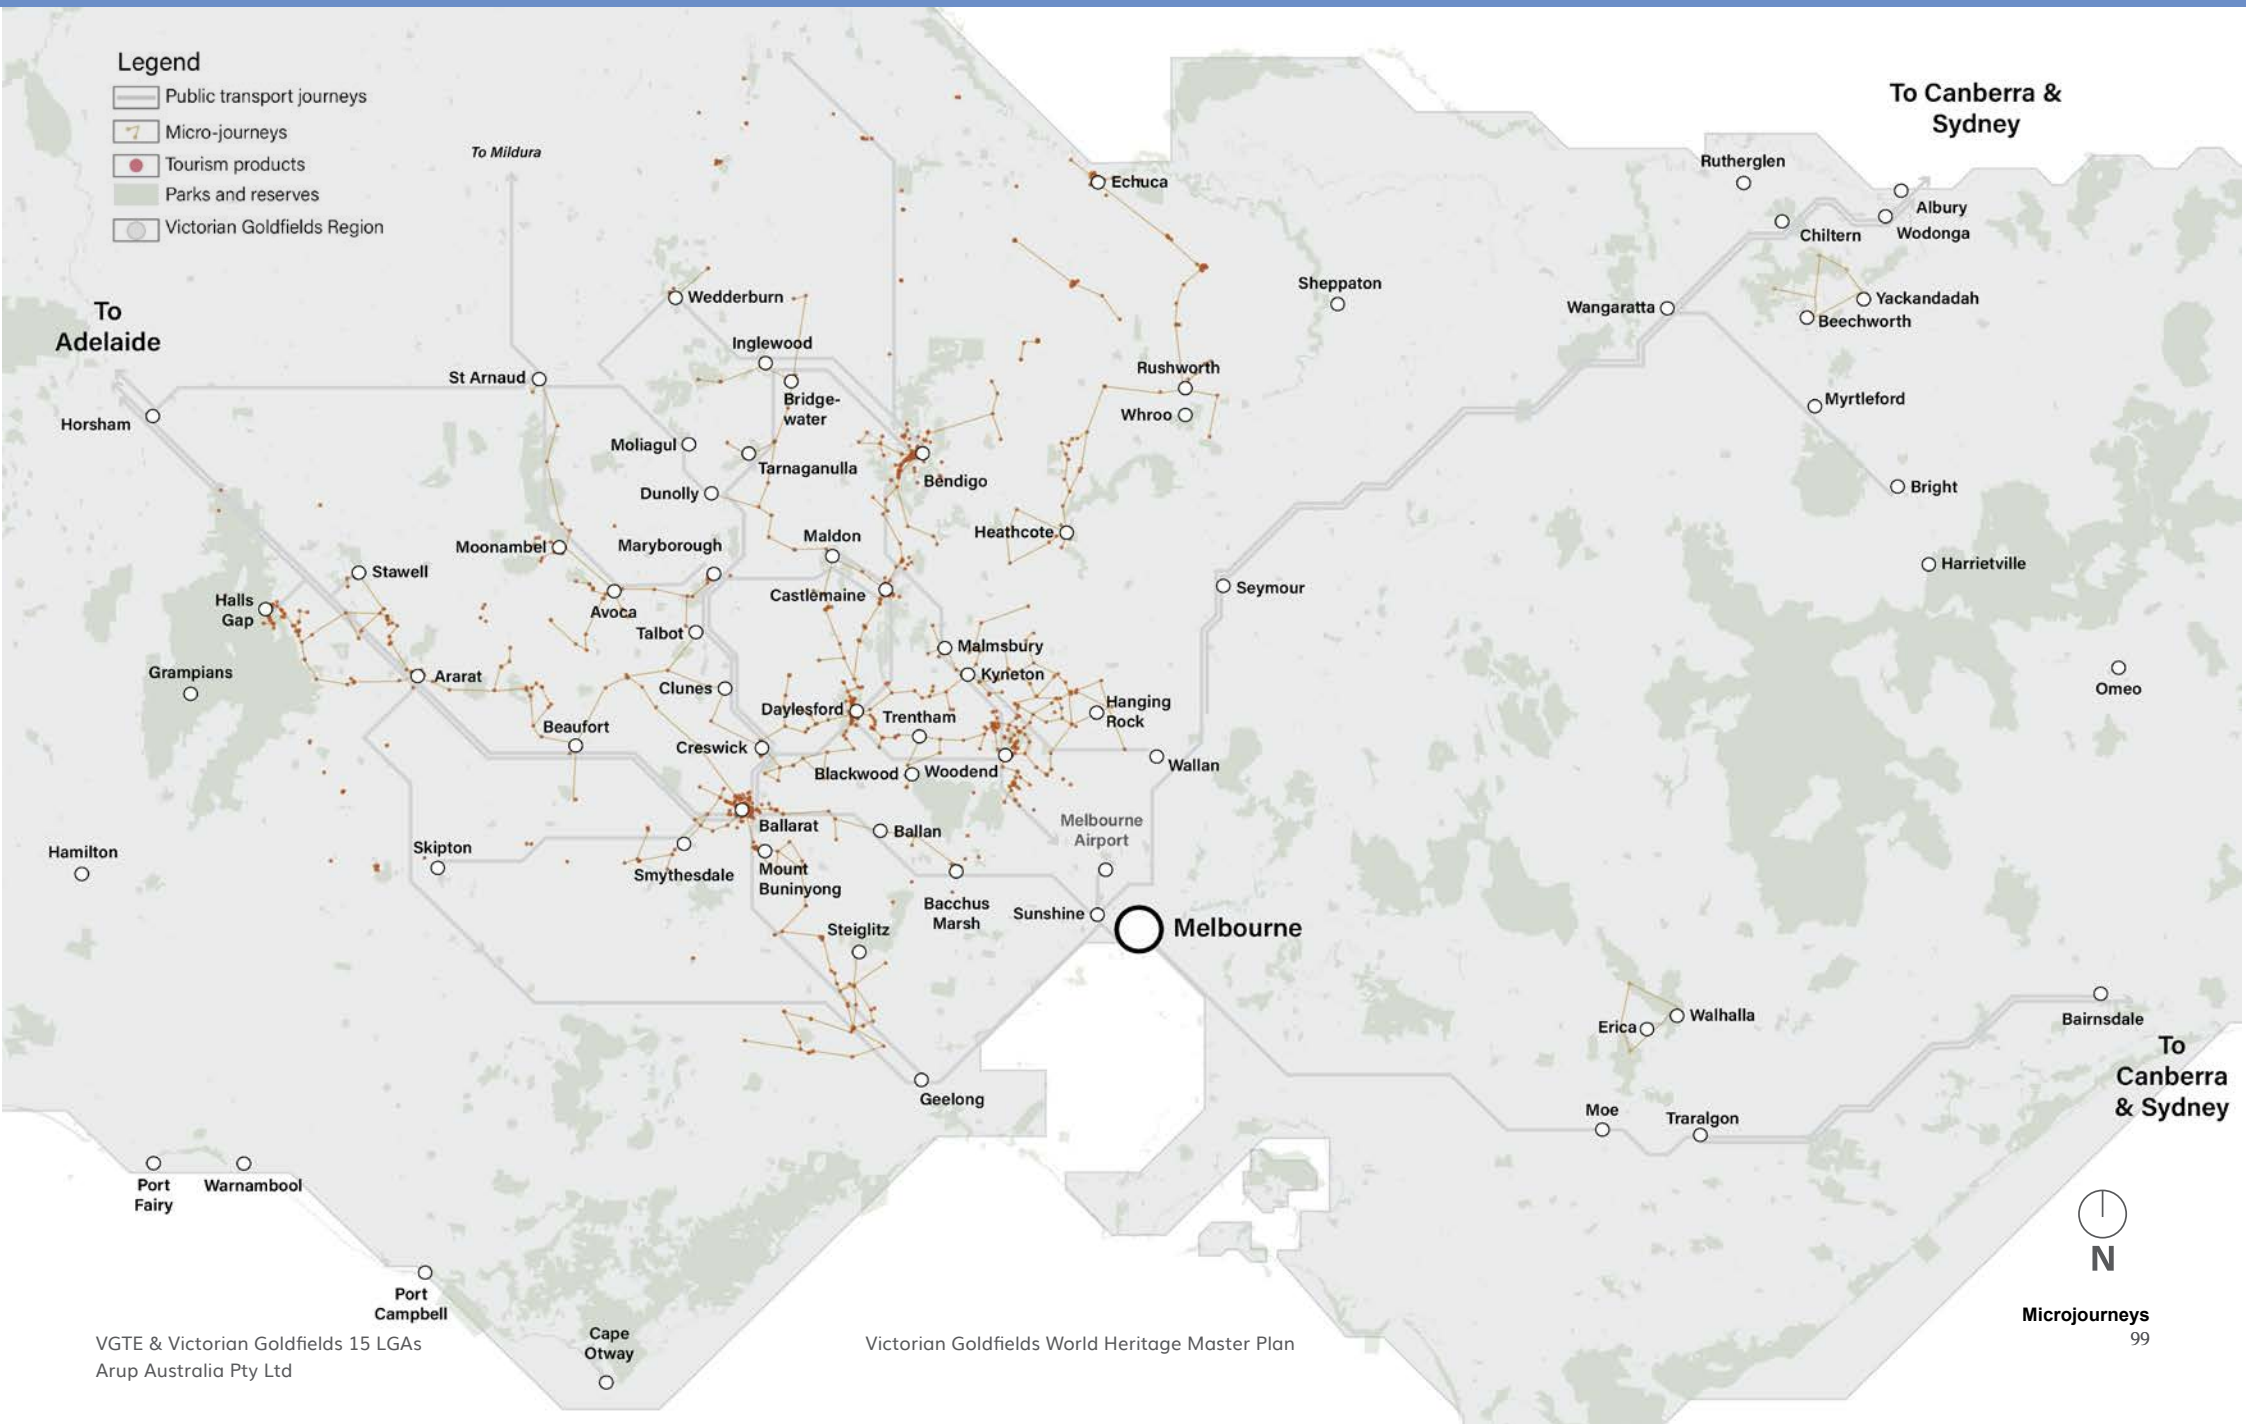 Legend
Public transport journeys
Micro-journeys
Tourism products
Parks and reserves
Victorian Goldfields Region
To Mildura
To Canberra &
Sydney
Rutherglen
Echuca
Albury
Wodonga
Chiltern
Sheppaton
Wedderburn
Yackandadah
Wangaratta
Beechworth
To
Adelaide
Inglewood
Rushworth
St Arnaud
Bridge-
water
Myrtleford
Whroo
Horsham
Moliagul
Tarnaganulla
Bendigo
Dunolly
Bright
Heathcote
Maldon
Moonambel
Maryborough
Harrietville
Stawell
Seymour
Castlemaine
Halls
Gap
Avoca
Talbot
Malmsbury
Grampians
Ararat
Kyneton
Clunes
Omeo
Hanging
Rock
Daylesford
Trentham
Beaufort
Creswick
Wallan
Blackwood
Woodend
Ballarat
Ballan
Melbourne
Airport
Hamilton
Skipton
Smythesdale
Mount
Buninyong
Bacchus
Marsh
Sunshine
Melbourne
Steiglitz
Walhalla
Erica
Bairnsdale
To
Canberra
& Sydney
Geelong
Moe
Traralgon
Port
Fairy
Warnambool
Port
Campbell
Cape
Otway
N
Microjourneys
99
VGTE & Victorian Goldfields 15 LGAs
Arup Australia Pty Ltd
Victorian Goldfields World Heritage Master Plan